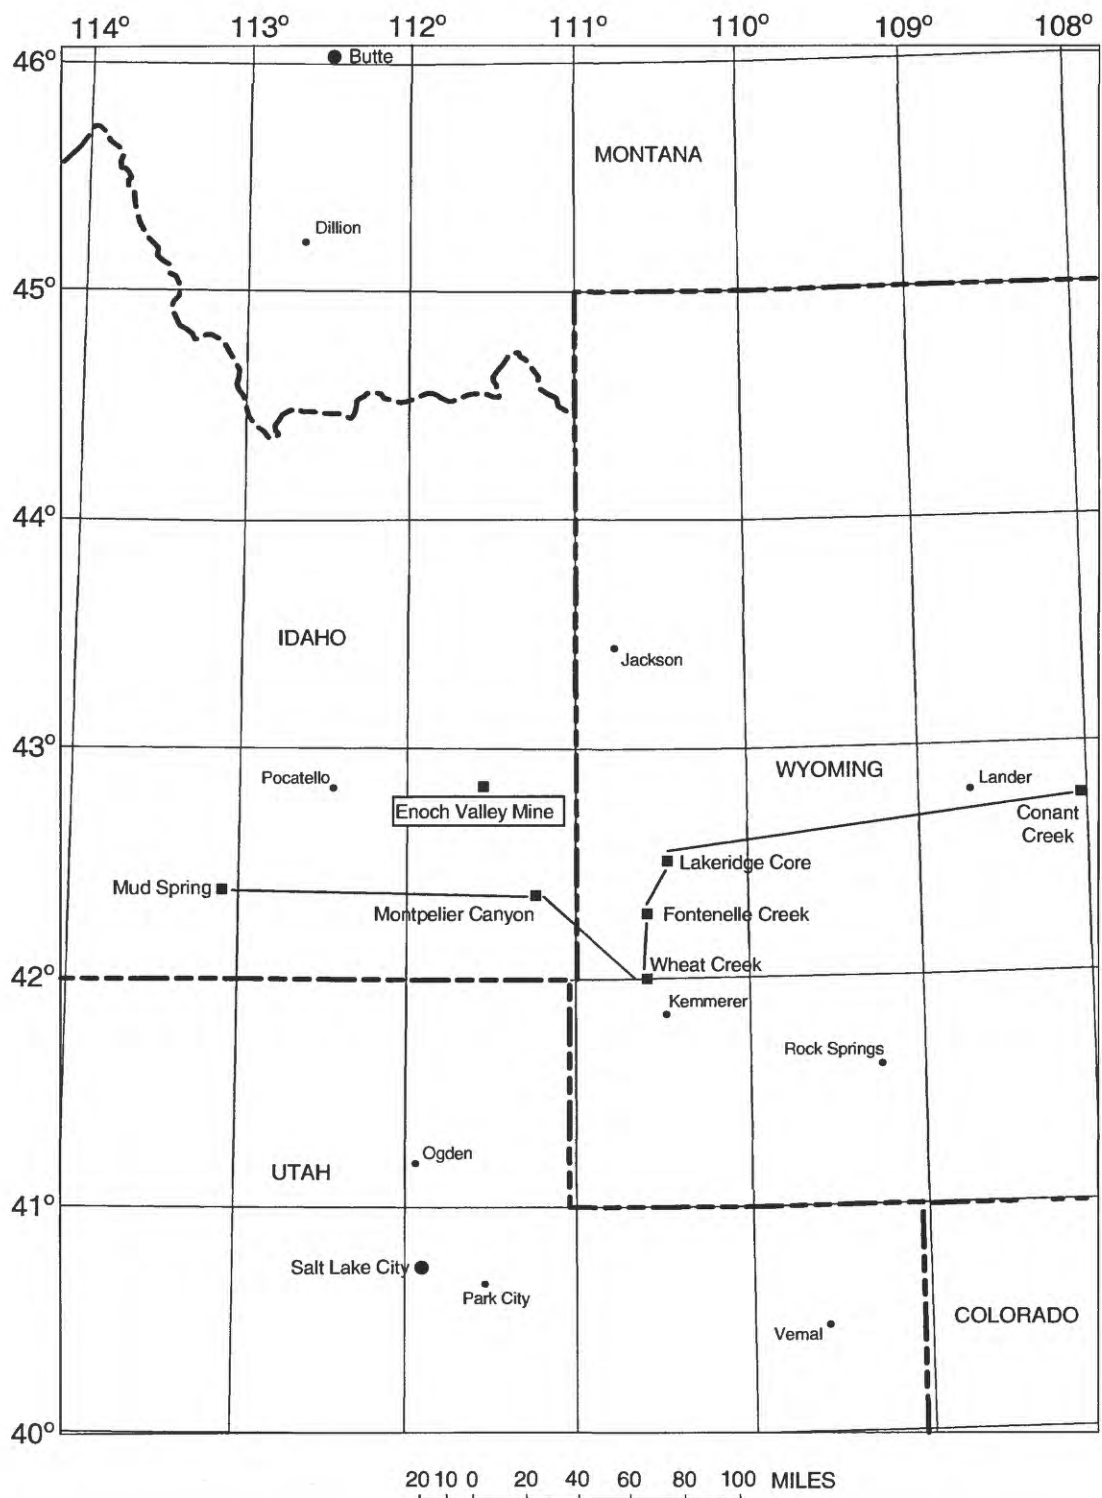 114° 113° 112° 111° 110° 109° 108°
46°
Butte
MONTANA
Dillion
45°
44°
IDAHO
Jackson
43°
Pocatello
WYOMING
Lander
Enoch Valley Mine
Conant
Creek
Lakeridge Core
Mud Spring
Montpelier Canyon
Fontenelle Creek
Wheat Creek
42°
Kemmerer
Rock Springs
Ogden
UTAH
41°
Salt Lake City
Park City
COLORADO
Vernal
40°
20 10 0 20 40 60 80 100 MILES